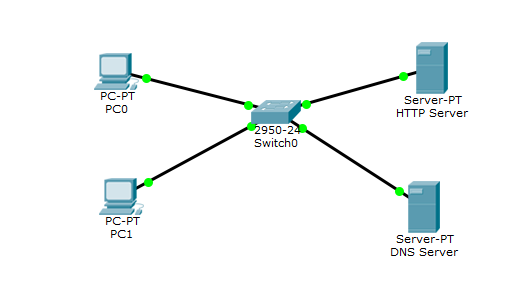 PC-PT
PC0
Server-PT
HTTP Server
2950-24
Switch0
PC-PT
PC1
Server-PT
DNS Server